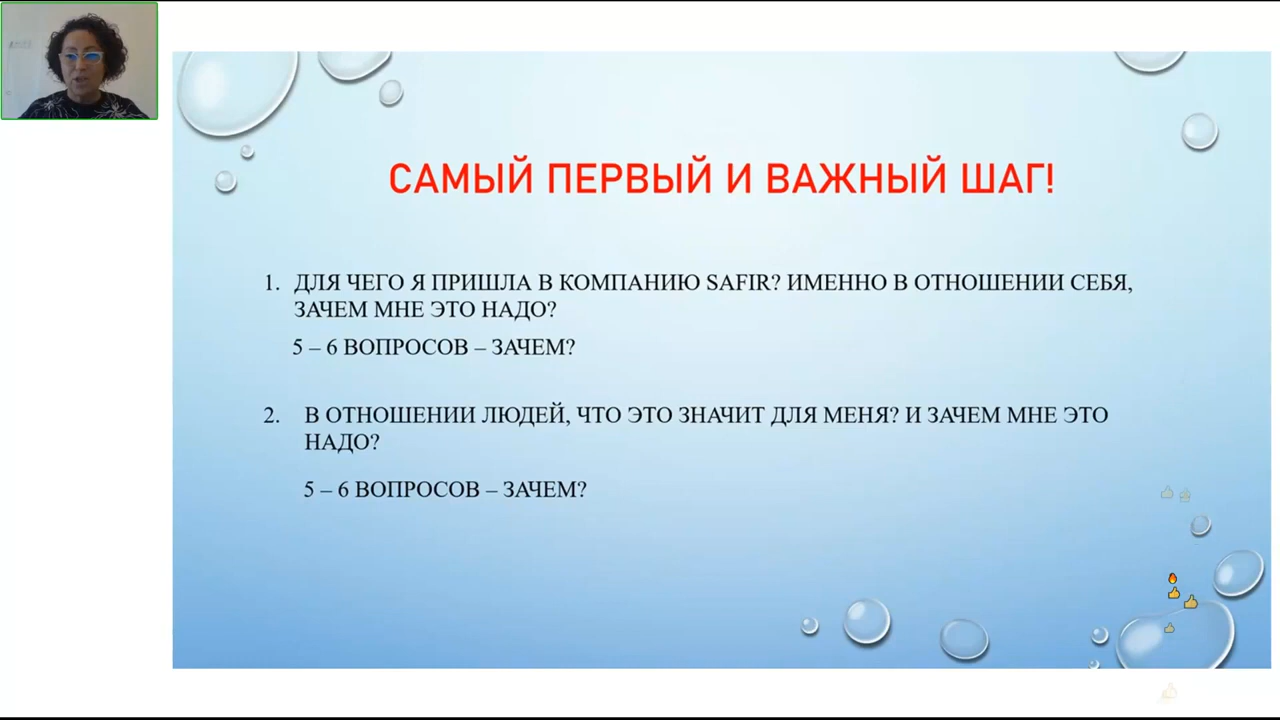 САМЫЙ ПЕРВЫЙ И ВАЖНЫЙ ШАГ!
1. ДЛЯ ЧЕГО Я ПРИШЛА В КОМПАНИЮ SAFIR? ИМЕННО В ОТНОШЕНИИ СЕБЯ,
ЗАЧЕМ МНЕ ЭТО НАДО?
5 – 6 ВОПРОСОВ – ЗАЧЕМ?
2. В ОТНОШЕНИИ ЛЮДЕЙ, ЧТО ЭТО ЗНАЧИТ ДЛЯ МЕНЯ? И ЗАЧЕМ МНЕ ЭТО
НАДО?
5 – 6 ВОПРОСОВ – ЗАЧЕМ?